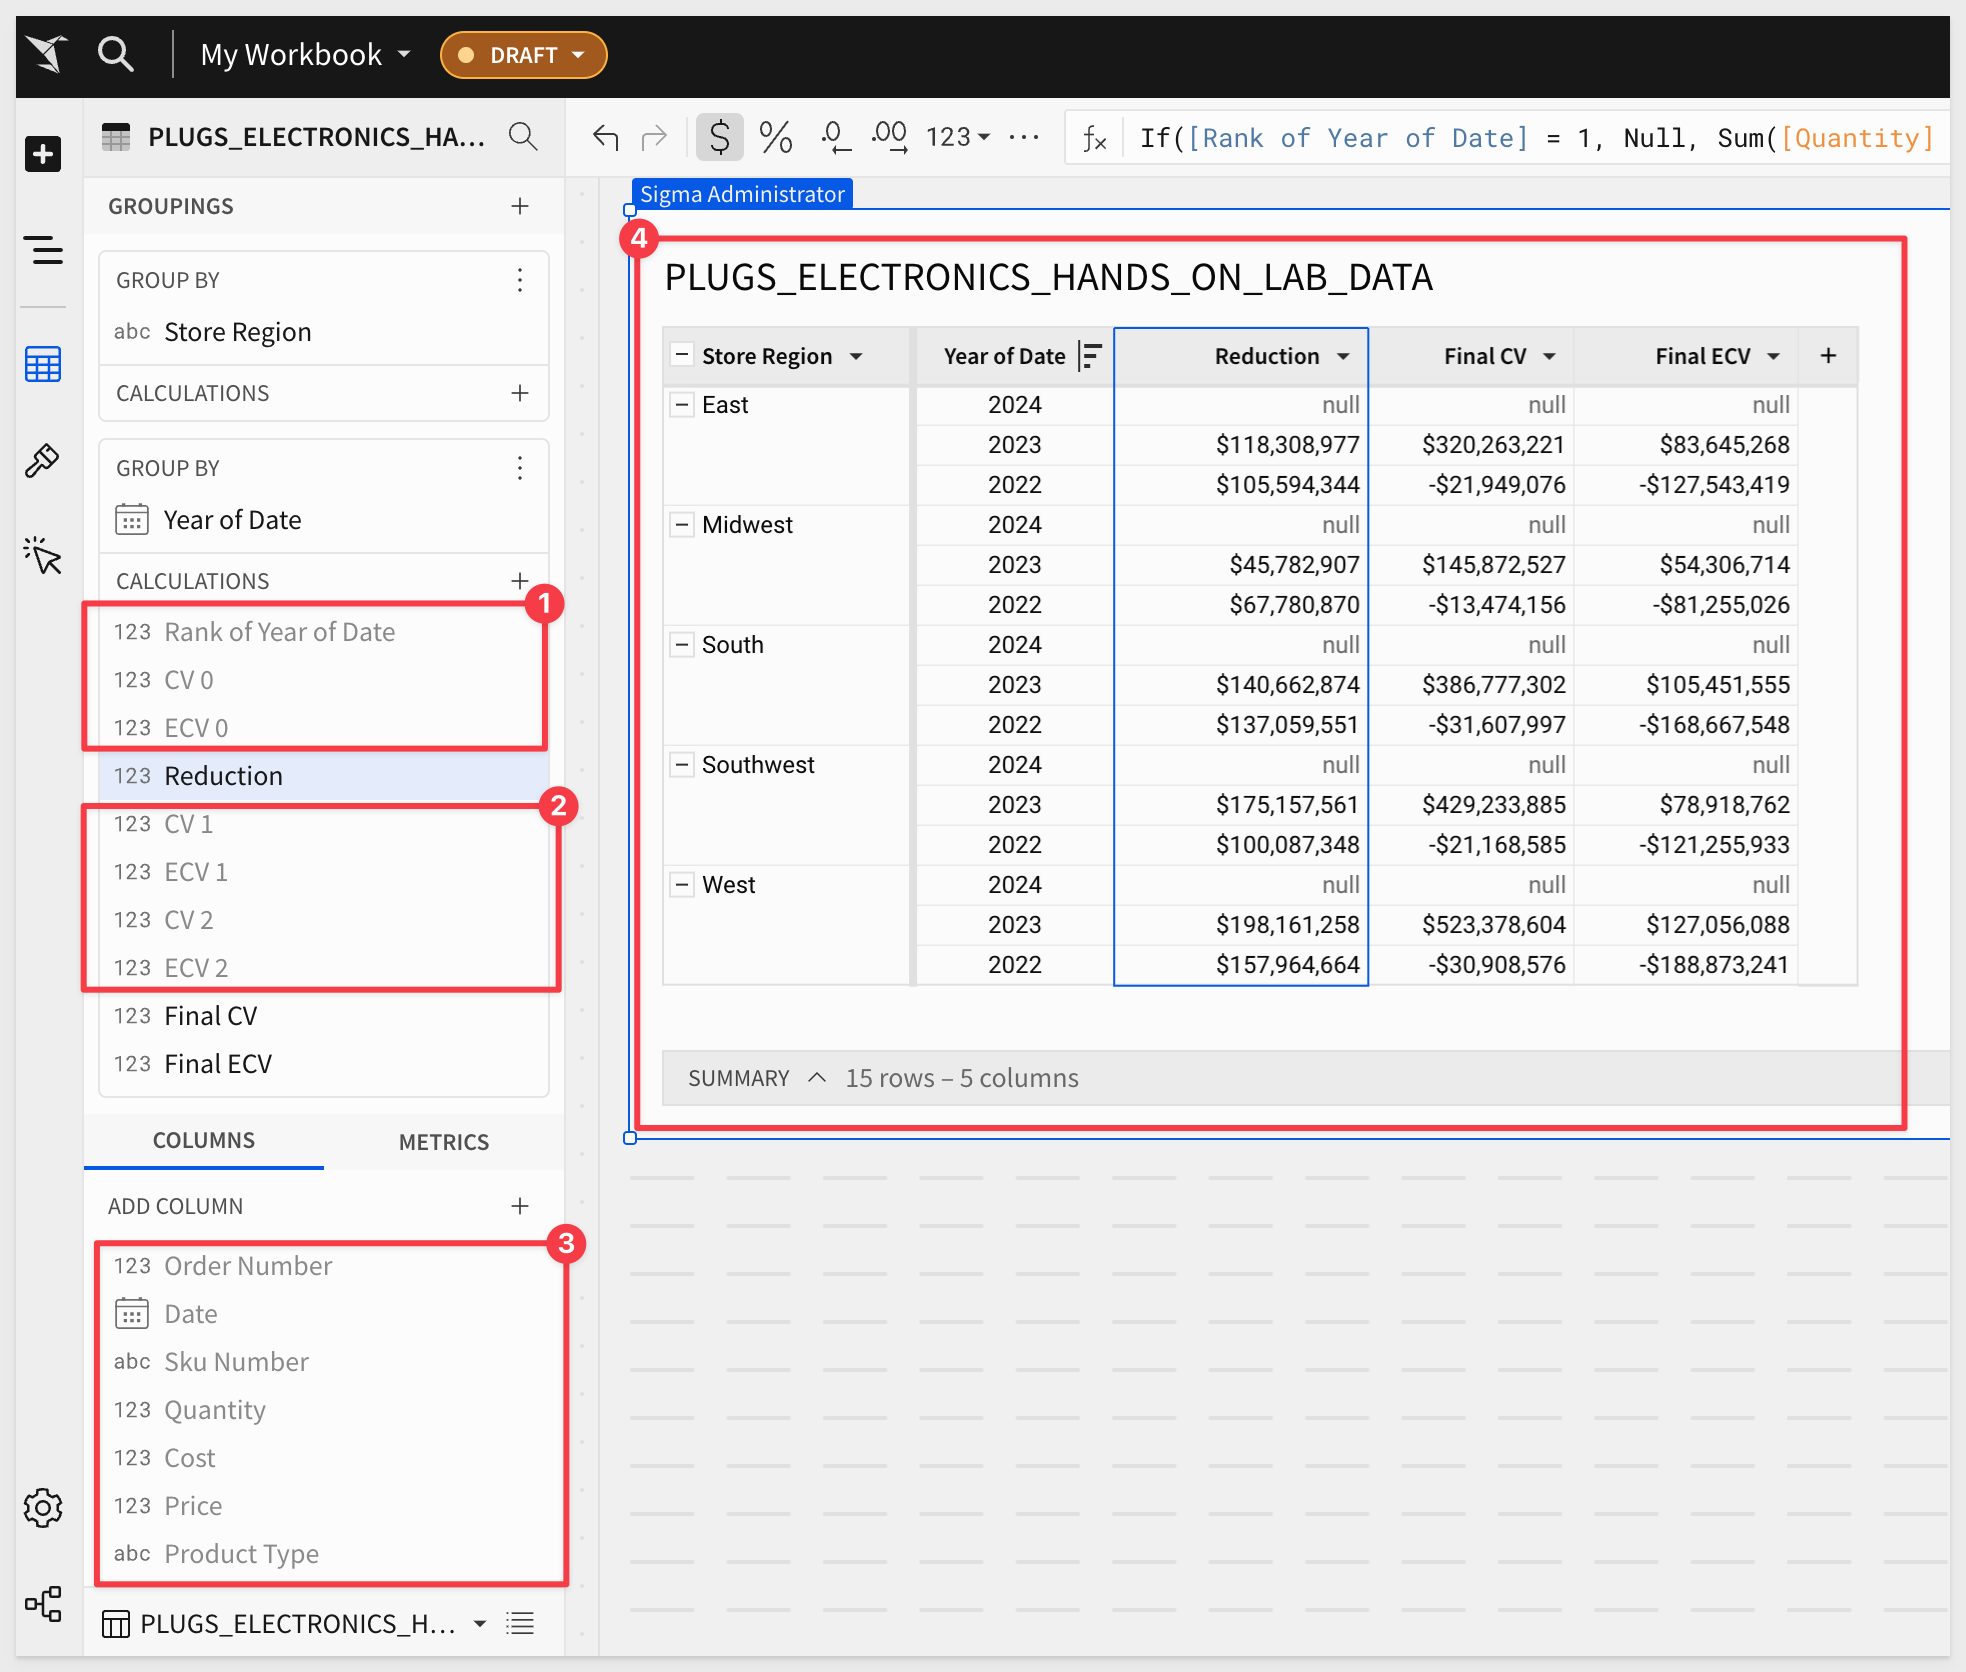 My Workbook
DRAFT
PLUGS_ELECTRONICS_HA...
123
...
fx
If([Rank of Year of Date] = 1, Null, Sum([Quantity]
GROUPINGS
GROUP BY
abc Store Region
CALCULATIONS
GROUP BY
Year of Date
CALCULATIONS
1
123 Rank of Year of Date
123 CV 0
123 ECV 0
123 Reduction
2
123 CV 1
123 ECV 1
123 CV 2
123 ECV 2
123 Final CV
123 Final ECV
COLUMNS METRICS
ADD COLUMN
3
123 Order Number
Date
abc Sku Number
123 Quantity
123 Cost
123 Price
abc Product Type
PLUGS_ELECTRONICS_H...
Sigma Administrator
4
PLUGS_ELECTRONICS_HANDS_ON_LAB_DATA
Store Region Year of Date Reduction Final CV Final ECV
East 2024 null null null
2023 $118,308,977 $320,263,221 $83,645,268
2022 $105,594,344 -$21,949,076 -$127,543,419
Midwest 2024 null null null
2023 $45,782,907 $145,872,527 $54,306,714
2022 $67,780,870 -$13,474,156 -$81,255,026
South 2024 null null null
2023 $140,662,874 $386,777,302 $105,451,555
2022 $137,059,551 -$31,607,997 -$168,667,548
Southwest 2024 null null null
2023 $175,157,561 $429,233,885 $78,918,762
2022 $100,087,348 -$21,168,585 -$121,255,933
West 2024 null null null
2023 $198,161,258 $523,378,604 $127,056,088
2022 $157,964,664 -$30,908,576 -$188,873,241
SUMMARY 15 rows – 5 columns